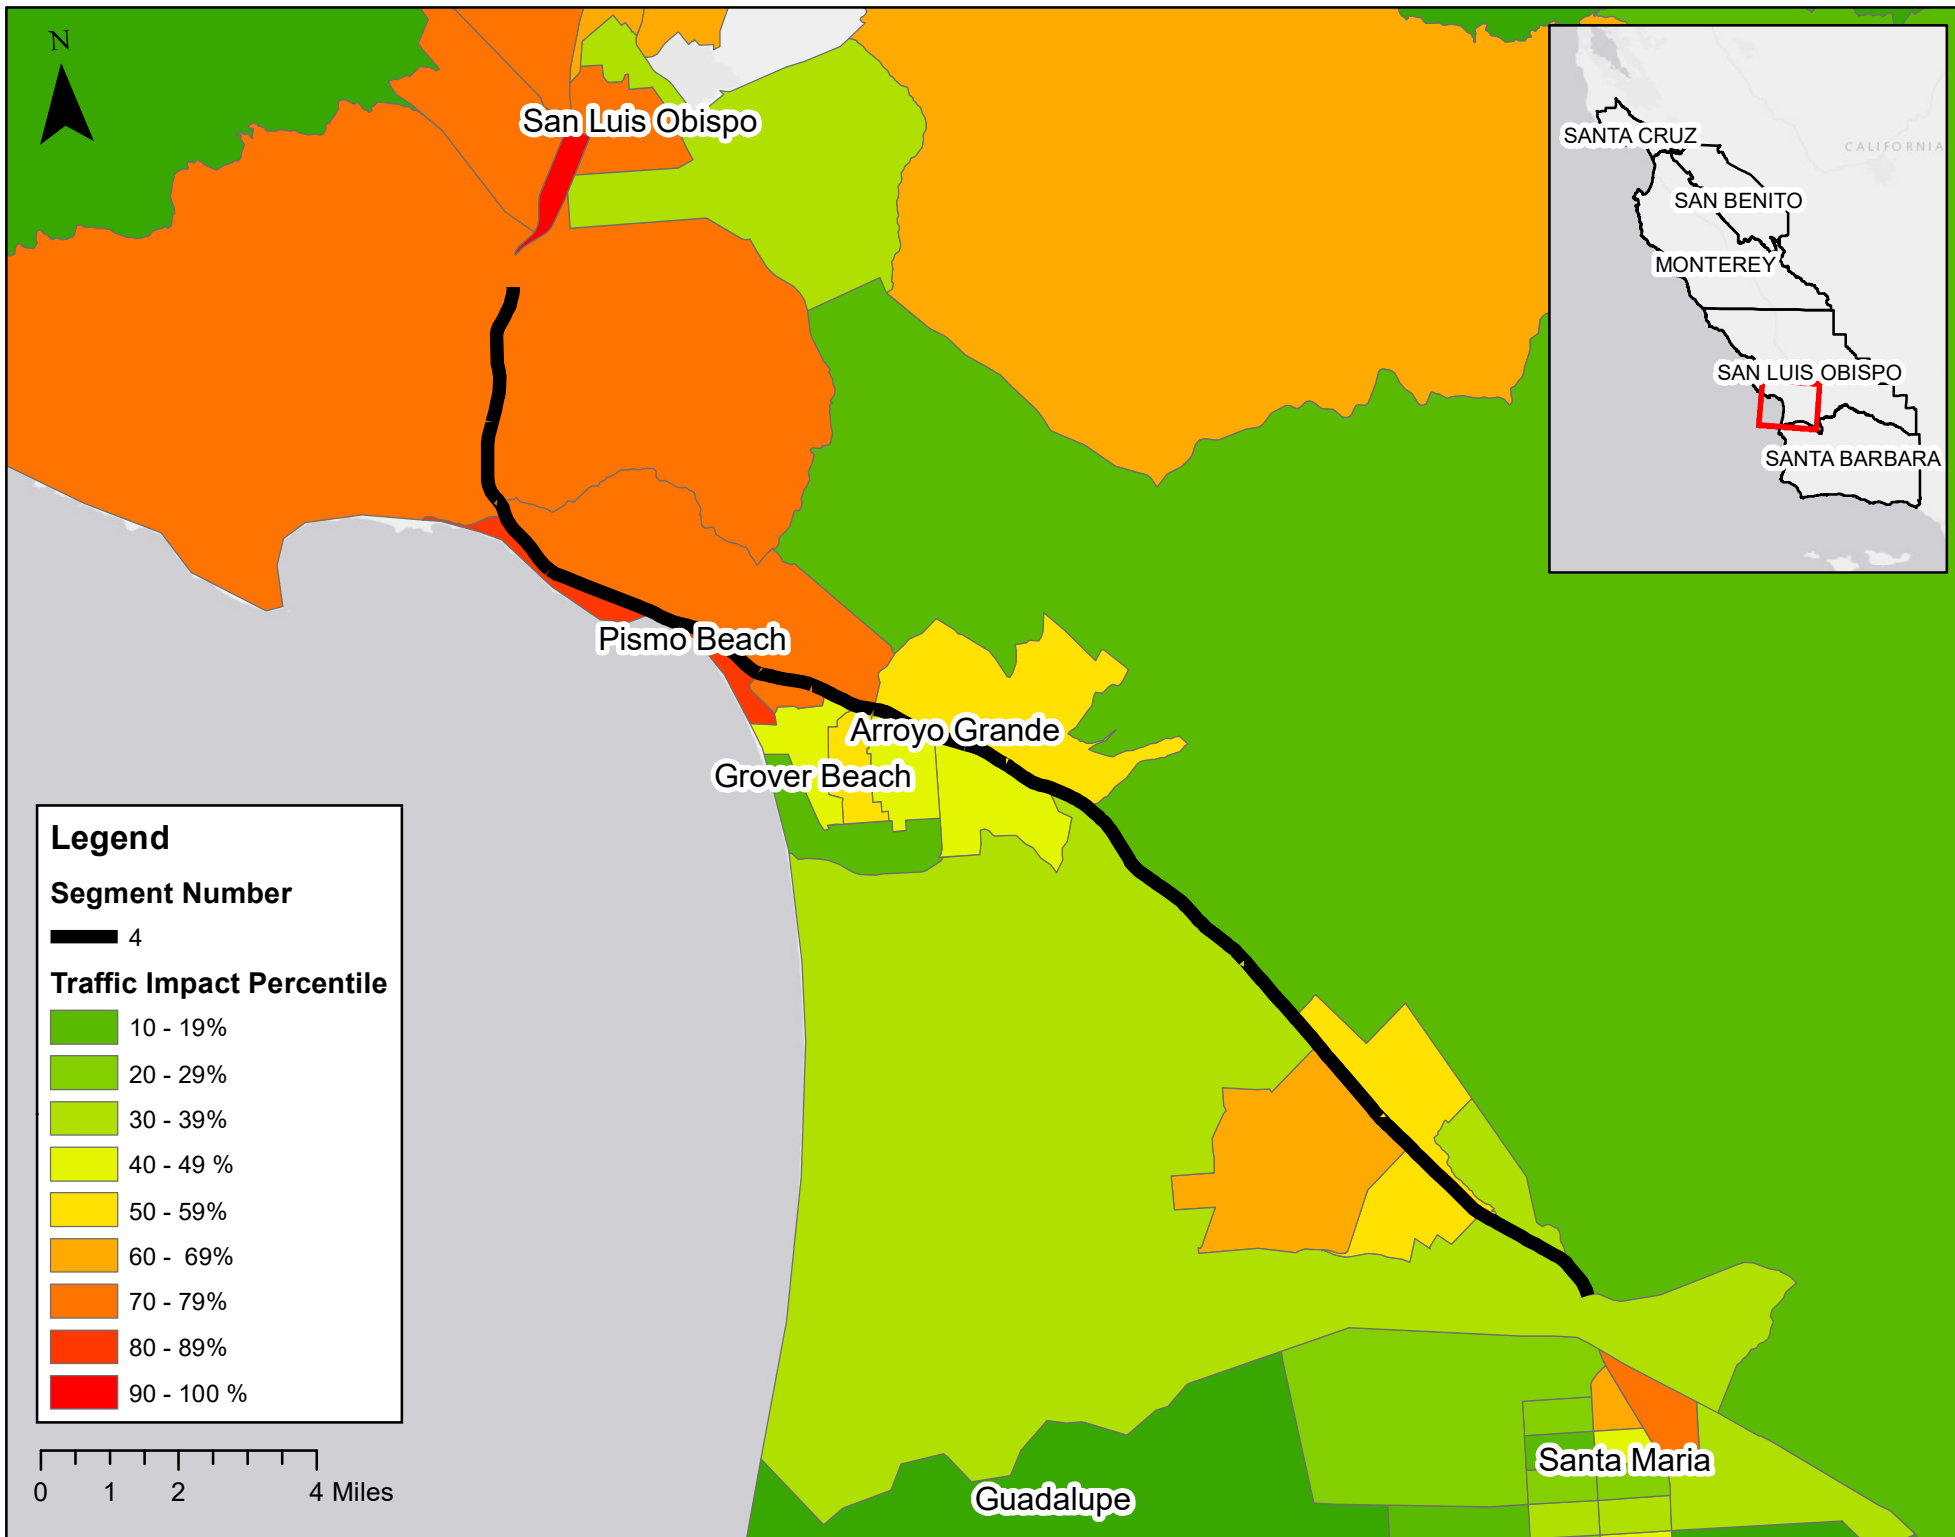 N
San Luis Obispo
Pismo Beach
Arroyo Grande
Grover Beach
Santa Maria
Guadalupe
SANTA CRUZ
CALIFORNIA
SAN BENITO
MONTEREY
SAN LUIS OBISPO
SANTA BARBARA
Legend
Segment Number
4
Traffic Impact Percentile
10 - 19%
20 - 29%
30 - 39%
40 - 49 %
50 - 59%
60 -  69%
70 - 79%
80 - 89%
90 - 100 %
0 1 2 4 Miles